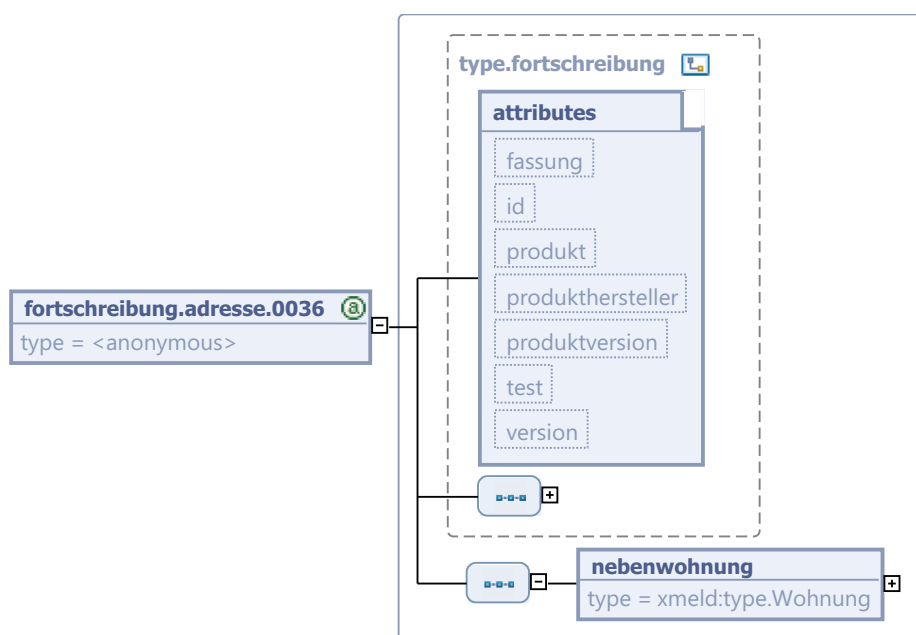 type.fortschreibung
attributes
fassung
id
produkt
produkthersteller
produktversion
test
version
fortschreibung.adresse.0036
type = <anonymous>
nebenwohnung
type = xmeld:type.Wohnung